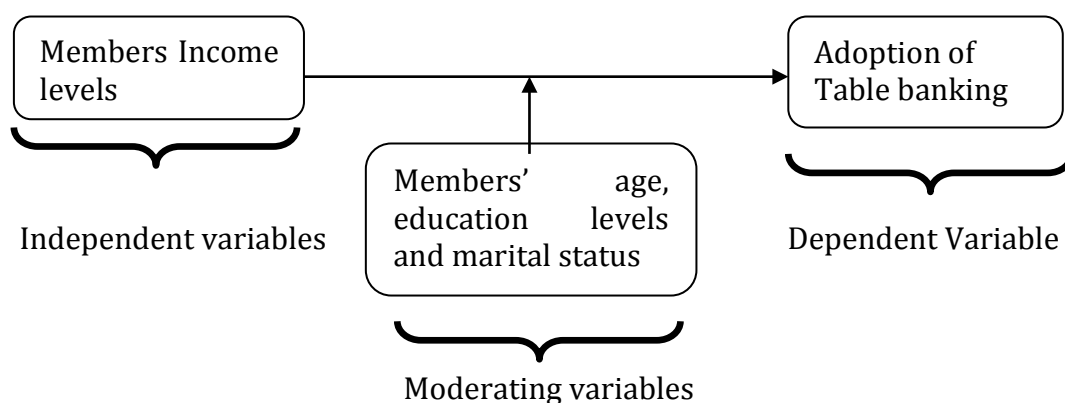 Members Income
levels
Adoption of
Table banking
Members' age,
education levels
and marital status
Independent variables
Dependent Variable
Moderating variables